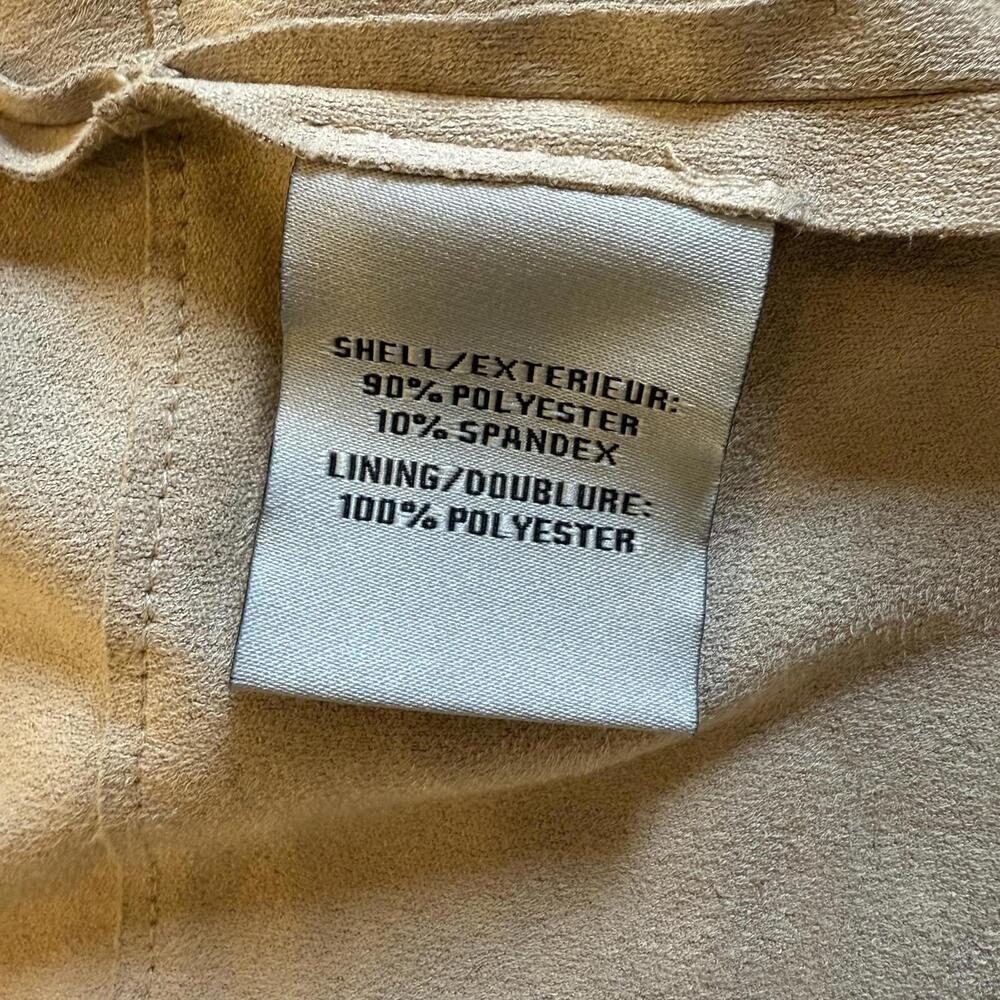 SHELL/EXTERIEUR:
90% POLYESTER
10% SPANDEX
LINING/DOUBLURE:
100% POLYESTER